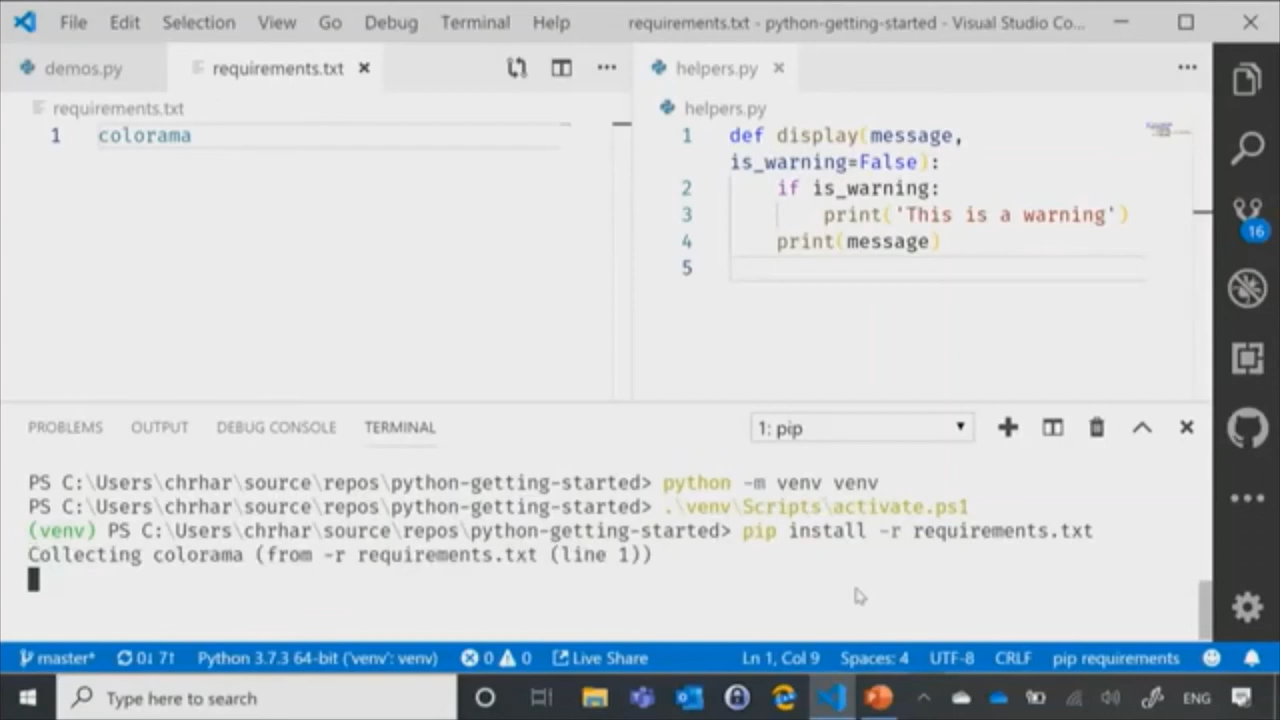 File Edit Selection View Go Debug Terminal Help requirements.txt - python-getting-started - Visual Studio Co...
demos.py requirements.txt
helpers.py
requirements.txt
1 colorama
helpers.py
1 def display(message,
is_warning=False):
2 if is_warning:
3 print('This is a warning')
4 print(message)
5
16
PROBLEMS OUTPUT DEBUG CONSOLE TERMINAL 1: pip
PS C:\Users\chrhar\source\repos\python-getting-started> python -m venv venv
PS C:\Users\chrhar\source\repos\python-getting-started> .\venv\Scripts\activate.ps1
(venv) PS C:\Users\chrhar\source\repos\python-getting-started> pip install -r requirements.txt
Collecting colorama (from -r requirements.txt (line 1))
master* 0↓ 7↑ Python 3.7.3 64-bit ('venv': venv) 0 0 Live Share Ln 1, Col 9 Spaces: 4 UTF-8 CRLF pip requirements
Type here to search ENG